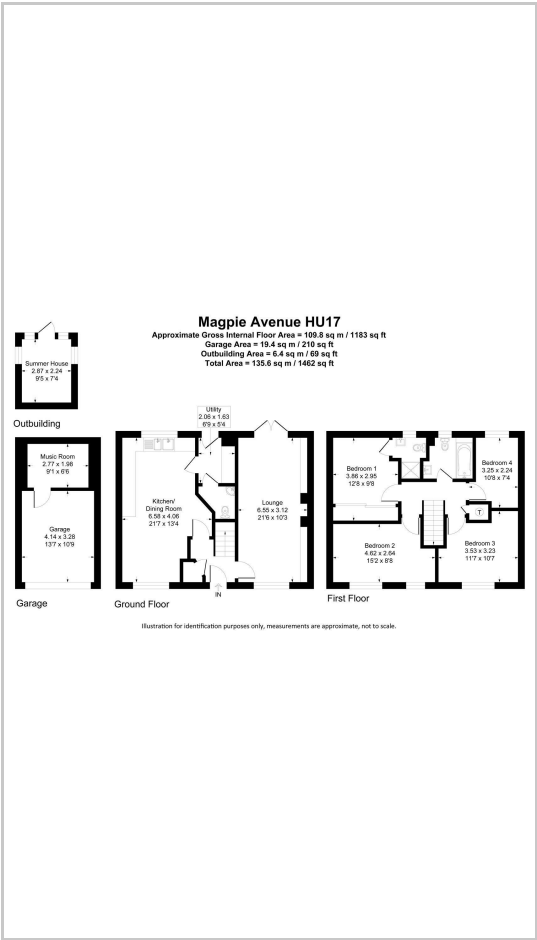 Magpie Avenue HU17
Approximate Gross Internal Floor Area = 109.8 sq m / 1183 sq ft
Garage Area = 19.4 sq m / 210 sq ft
Outbuilding Area = 6.4 sq m / 69 sq ft
Total Area = 135.6 sq m / 1462 sq ft
Summer House
2.87 x 2.24
9'5 x 7'4
Outbuilding
Music Room
2.77 x 1.98
9'1 x 6'6
Garage
4.14 x 3.28
13'7 x 10'9
Garage
Utility
2.06 x 1.63
6'9 x 5'4
Kitchen/
Dining Room
6.58 x 4.06
21'7 x 13'4
Lounge
6.55 x 3.12
21'6 x 10'3
IN
Ground Floor
Bedroom 1
3.86 x 2.95
12'8 x 9'8
Bedroom 4
3.25 x 2.24
10'8 x 7'4
T
Bedroom 2
4.62 x 2.64
15'2 x 8'8
Bedroom 3
3.53 x 3.23
11'7 x 10'7
First Floor
Illustration for identification purposes only, measurements are approximate, not to scale.